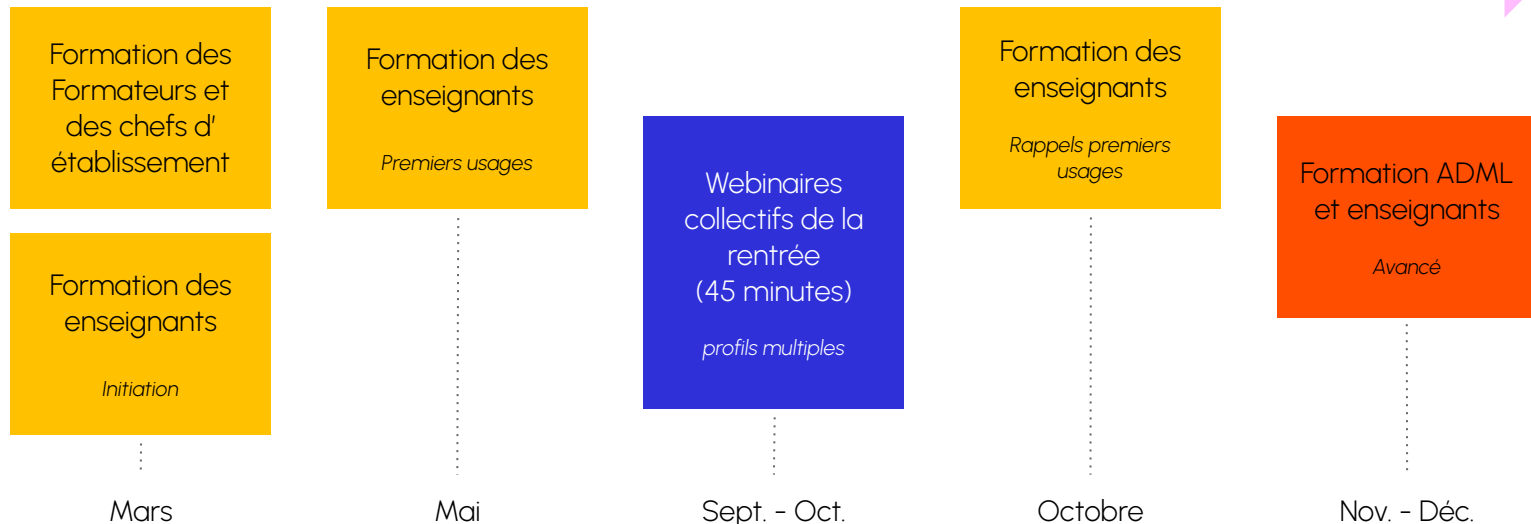 Formation des
Formateurs et
des chefs d'
établissement
Formation des
enseignants
Initiation
Mars
Formation des
enseignants
Premiers usages
Mai
Webinaires
collectifs de la
rentrée
(45 minutes)
profils multiples
Sept. - Oct.
Formation des
enseignants
Rappels premiers
usages
Octobre
Formation ADML
et enseignants
Avancé
Nov. - Déc.